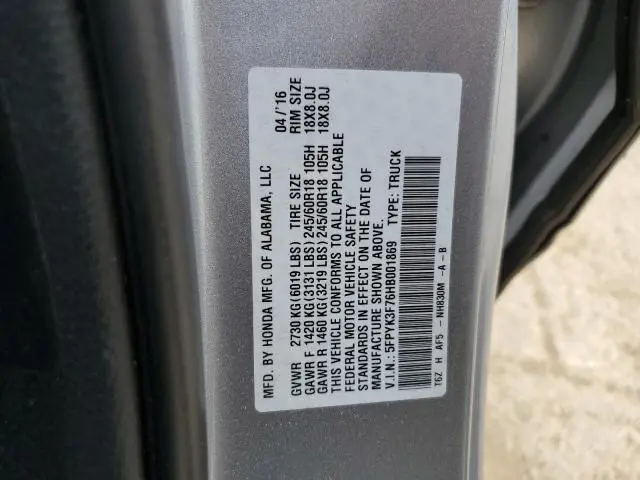 MFD. BY HONDA MFG. OF ALABAMA, LLC 04/'16
GVWR 2730 KG(6019 LBS) TIRE SIZE RIM SIZE
GAWR F 1420 KG(3131 LBS) 245/60R18 105H 18X8.0J
GAWR R 1460 KG(3219 LBS) 245/60R18 105H 18X8.0J
THIS VEHICLE CONFORMS TO ALL APPLICABLE
FEDERAL MOTOR VEHICLE SAFETY
STANDARDS IN EFFECT ON THE DATE OF
MANUFACTURE SHOWN ABOVE.
V.I.N.: 5FPYK3F76HB001869 TYPE: TRUCK
T6Z H AF5 - NH830M -A-B